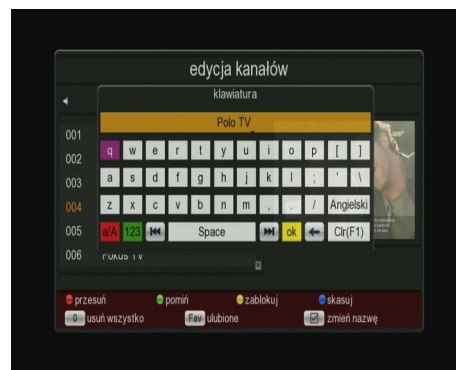 edycja kanałów
klawiatura
Polo TV
001
q w e r t y u i o p [ ]
002
a s d f g h j k l ; ' \
003
z x c v b n m , . / Angielski
004
005 a/A 123 Space ok Clr(F1)
006 Fokus TV
przesuń pomiń zablokuj skasuj
0 usuń wszystko Fav ulubione zmień nazwę